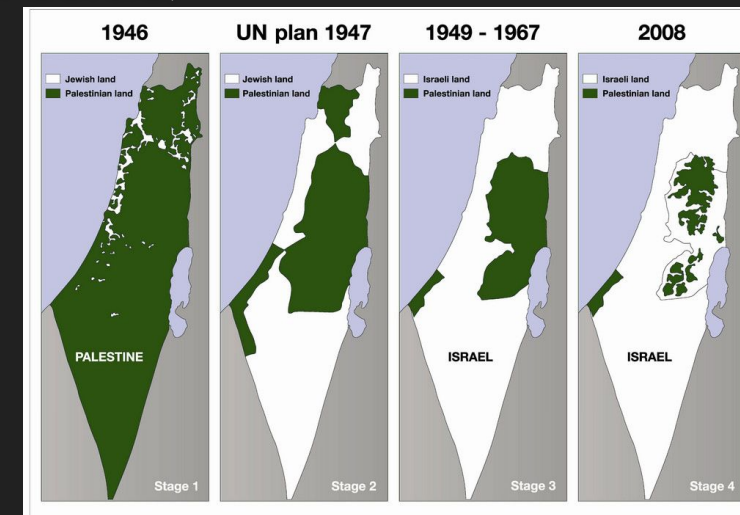 1946
Jewish land
Palestinian land
PALESTINE
Stage 1
UN plan 1947
Jewish land
Palestinian land
Stage 2
1949 - 1967
Israeli land
Palestinian land
ISRAEL
Stage 3
2008
Israeli land
Palestinian land
ISRAEL
Stage 4